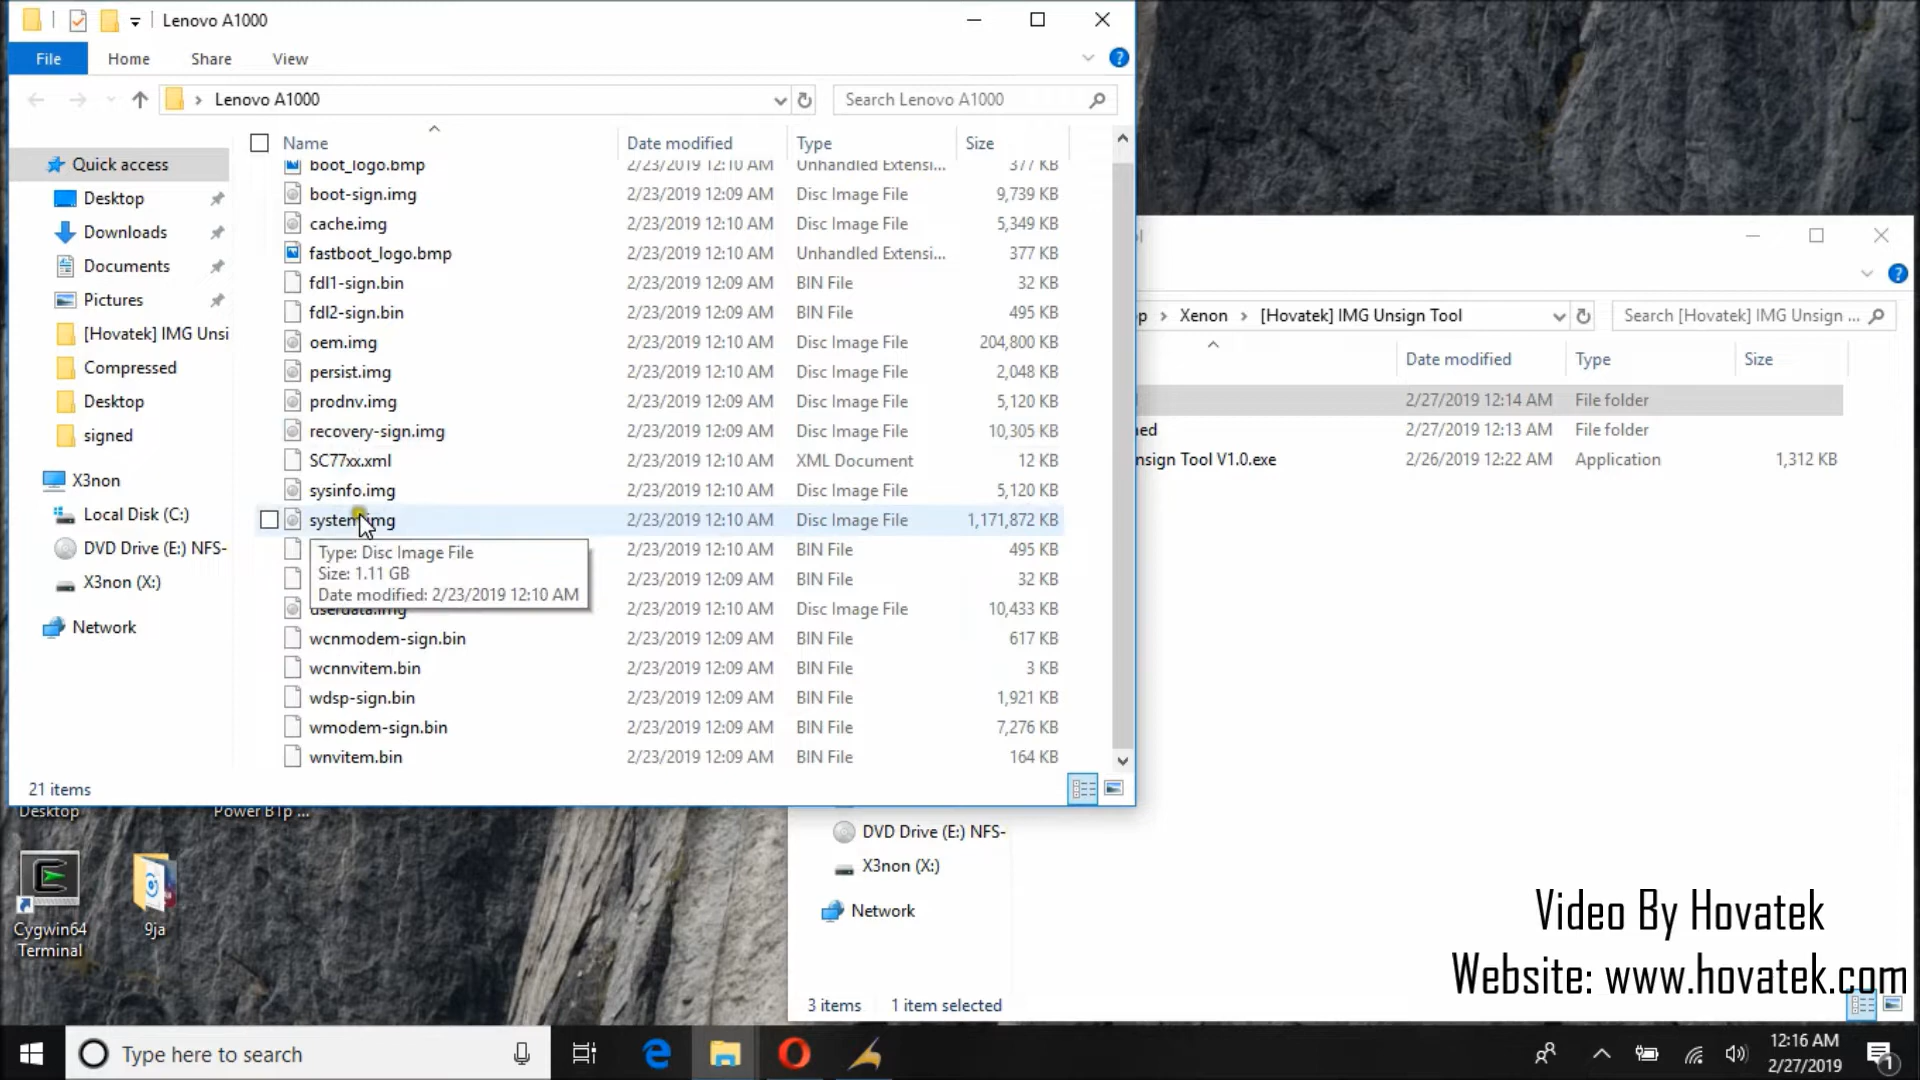 Lenovo A1000
File
Home
Share
View
Lenovo A1000
Search Lenovo A1000
Name
Date modified
Type
Size
Quick access
Desktop
Downloads
Documents
Pictures
[Hovatek] IMG Unsi
Compressed
Desktop
signed
X3non
Local Disk (C:)
DVD Drive (E:) NFS-
X3non (X:)
Network
boot_logo.bmp 2/23/2019 12:10 AM Unhandled Extensi... 377 KB
boot-sign.img 2/23/2019 12:09 AM Disc Image File 9,739 KB
cache.img 2/23/2019 12:10 AM Disc Image File 5,349 KB
fastboot_logo.bmp 2/23/2019 12:10 AM Unhandled Extensi... 377 KB
fdl1-sign.bin 2/23/2019 12:09 AM BIN File 32 KB
fdl2-sign.bin 2/23/2019 12:09 AM BIN File 495 KB
oem.img 2/23/2019 12:10 AM Disc Image File 204,800 KB
persist.img 2/23/2019 12:10 AM Disc Image File 2,048 KB
prodnv.img 2/23/2019 12:09 AM Disc Image File 5,120 KB
recovery-sign.img 2/23/2019 12:09 AM Disc Image File 10,305 KB
SC77xx.xml 2/23/2019 12:10 AM XML Document 12 KB
sysinfo.img 2/23/2019 12:10 AM Disc Image File 5,120 KB
system.img 2/23/2019 12:10 AM Disc Image File 1,171,872 KB
2/23/2019 12:10 AM BIN File 495 KB
2/23/2019 12:10 AM BIN File 32 KB
userdata.img 2/23/2019 12:09 AM Disc Image File 10,433 KB
wcnmodem-sign.bin 2/23/2019 12:09 AM BIN File 617 KB
wcnnvitem.bin 2/23/2019 12:09 AM BIN File 3 KB
wdsp-sign.bin 2/23/2019 12:09 AM BIN File 1,921 KB
wmodem-sign.bin 2/23/2019 12:09 AM BIN File 7,276 KB
wnvitem.bin 2/23/2019 12:09 AM BIN File 164 KB
Type: Disc Image File
Size: 1.11 GB
Date modified: 2/23/2019 12:10 AM
21 items
p > Xenon > [Hovatek] IMG Unsign Tool
Search [Hovatek] IMG Unsign ...
Date modified
Type
Size
2/27/2019 12:14 AM File folder
ned 2/27/2019 12:13 AM File folder
nsign Tool V1.0.exe 2/26/2019 12:22 AM Application 1,312 KB
DVD Drive (E:) NFS-
X3non (X:)
Network
3 items
1 item selected
Desktop
Power B1p ...
Cygwin64
Terminal
9ja
Video By Hovatek
Website: www.hovatek.com
Type here to search
12:16 AM
2/27/2019
1